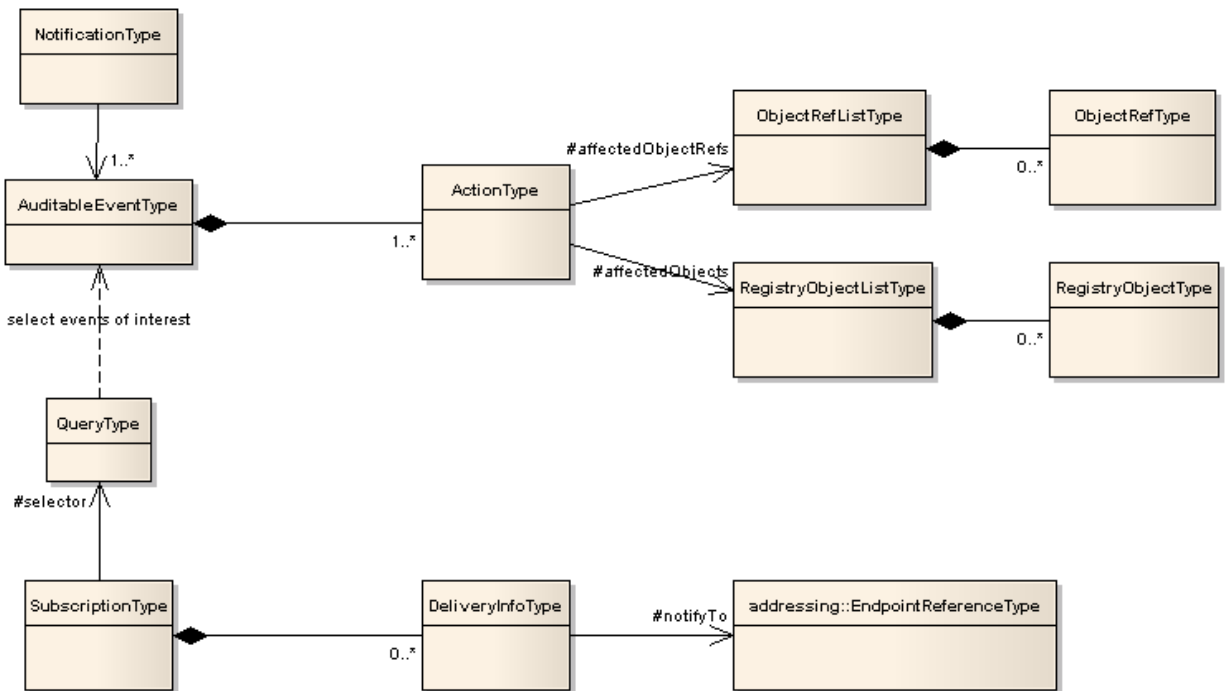 NotificationType
1..*
AuditableEventType
1..*
ActionType
#affectedObjectRefs
ObjectRefListType
0..*
ObjectRefType
#affectedObjects
RegistryObjectListType
0..*
RegistryObjectType
select events of interest
QueryType
#selector
SubscriptionType
0..*
DeliveryInfoType
#notifyTo
addressing::EndpointReferenceType